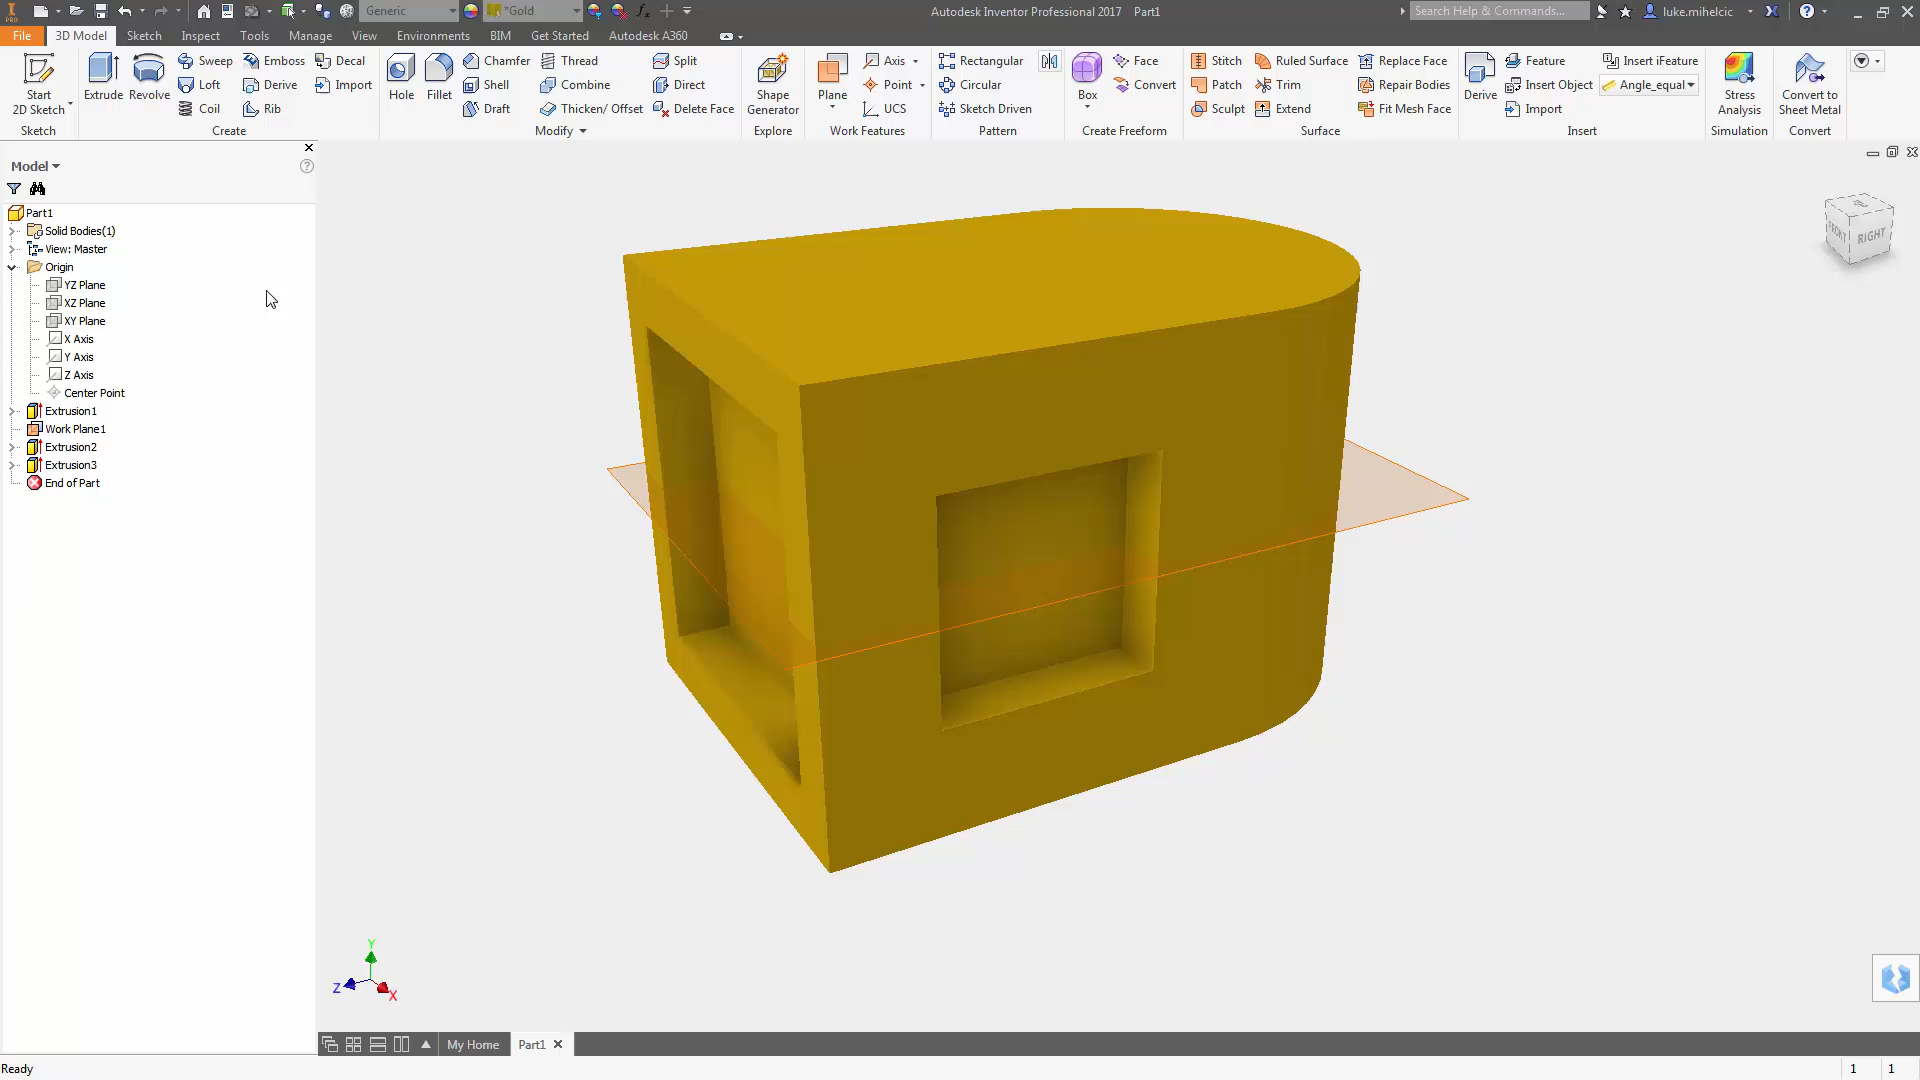 Generic *Gold fx Autodesk Inventor Professional 2017 Part1 Search Help & Commands... luke.mihelcic
PRO
File 3D Model Sketch Inspect Tools Manage View Environments BIM Get Started Autodesk A360
Start
2D Sketch
Sketch
Extrude Revolve
Sweep Emboss Decal
Loft Derive Import
Coil Rib
Create
Hole Fillet
Chamfer Thread Split
Shell Combine Direct
Draft Thicken/ Offset Delete Face
Modify
Shape
Generator
Explore
Plane
Axis
Point
UCS
Work Features
Rectangular
Circular
Sketch Driven
Pattern
Box
Face
Convert
Create Freeform
Stitch Ruled Surface Replace Face
Patch Trim Repair Bodies
Sculpt Extend Fit Mesh Face
Surface
Derive
Feature Insert iFeature
Insert Object Angle_equal
Import
Insert
Stress
Analysis
Simulation
Convert to
Sheet Metal
Convert
Model
Part1
Solid Bodies(1)
View: Master
Origin
YZ Plane
XZ Plane
XY Plane
X Axis
Y Axis
Z Axis
Center Point
Extrusion1
Work Plane1
Extrusion2
Extrusion3
End of Part
FRONT RIGHT
Y
Z
X
My Home Part1
Ready 1 1